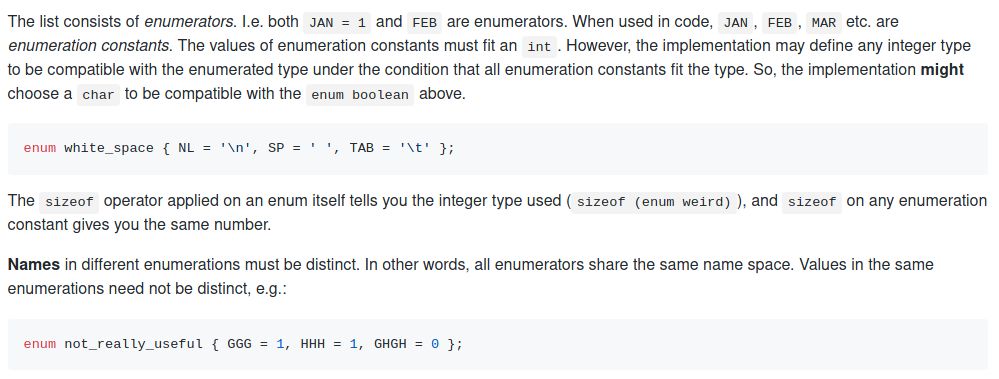 The list consists of enumerators. I.e. both JAN = 1 and FEB are enumerators. When used in code, JAN , FEB , MAR etc. are
enumeration constants. The values of enumeration constants must fit an int . However, the implementation may define any integer type
to be compatible with the enumerated type under the condition that all enumeration constants fit the type. So, the implementation might
choose a char to be compatible with the enum boolean above.
enum white_space { NL = '\n', SP = ' ', TAB = '\t' };
The sizeof operator applied on an enum itself tells you the integer type used ( sizeof (enum weird) ), and sizeof on any enumeration
constant gives you the same number.
Names in different enumerations must be distinct. In other words, all enumerators share the same name space. Values in the same
enumerations need not be distinct, e.g.:
enum not_really_useful { GGG = 1, HHH = 1, GHGH = 0 };